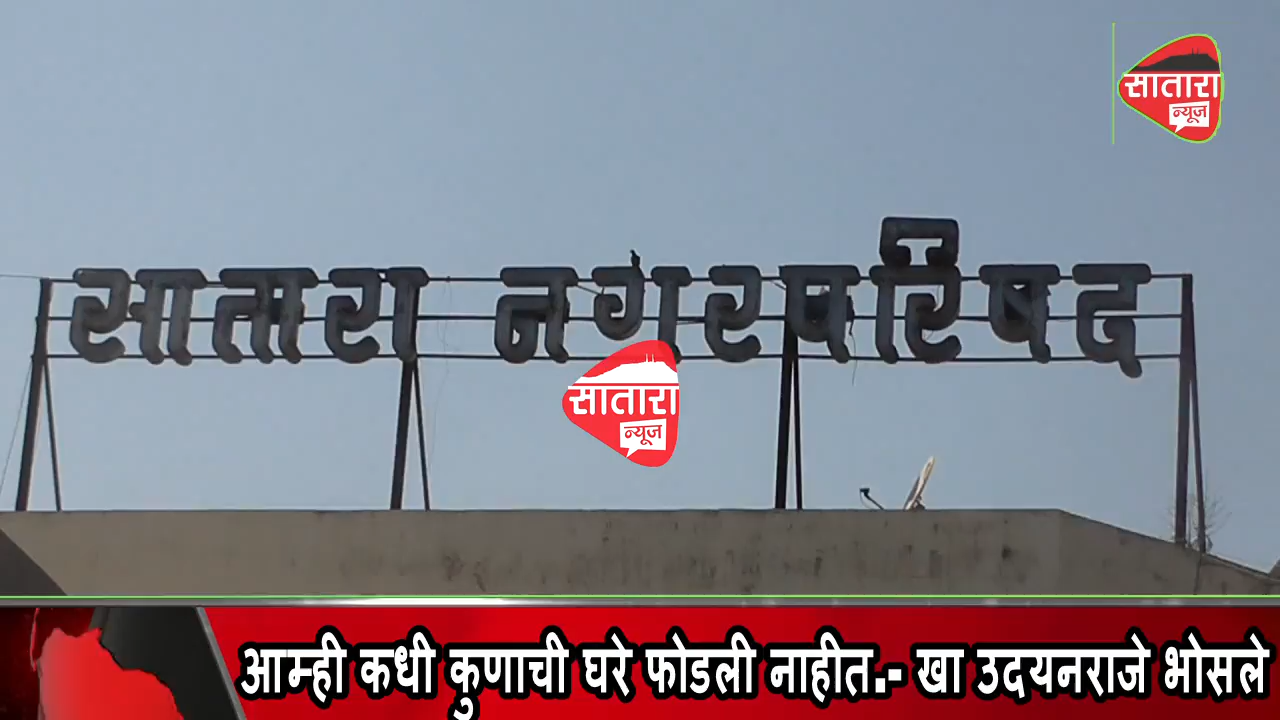 सातारा
न्यूज
सातारा नगरपरिषद
सातारा
न्यूज
आम्ही कधी कुणाची घरे फोडली नाहीत.- खा उदयनराजे भोसले